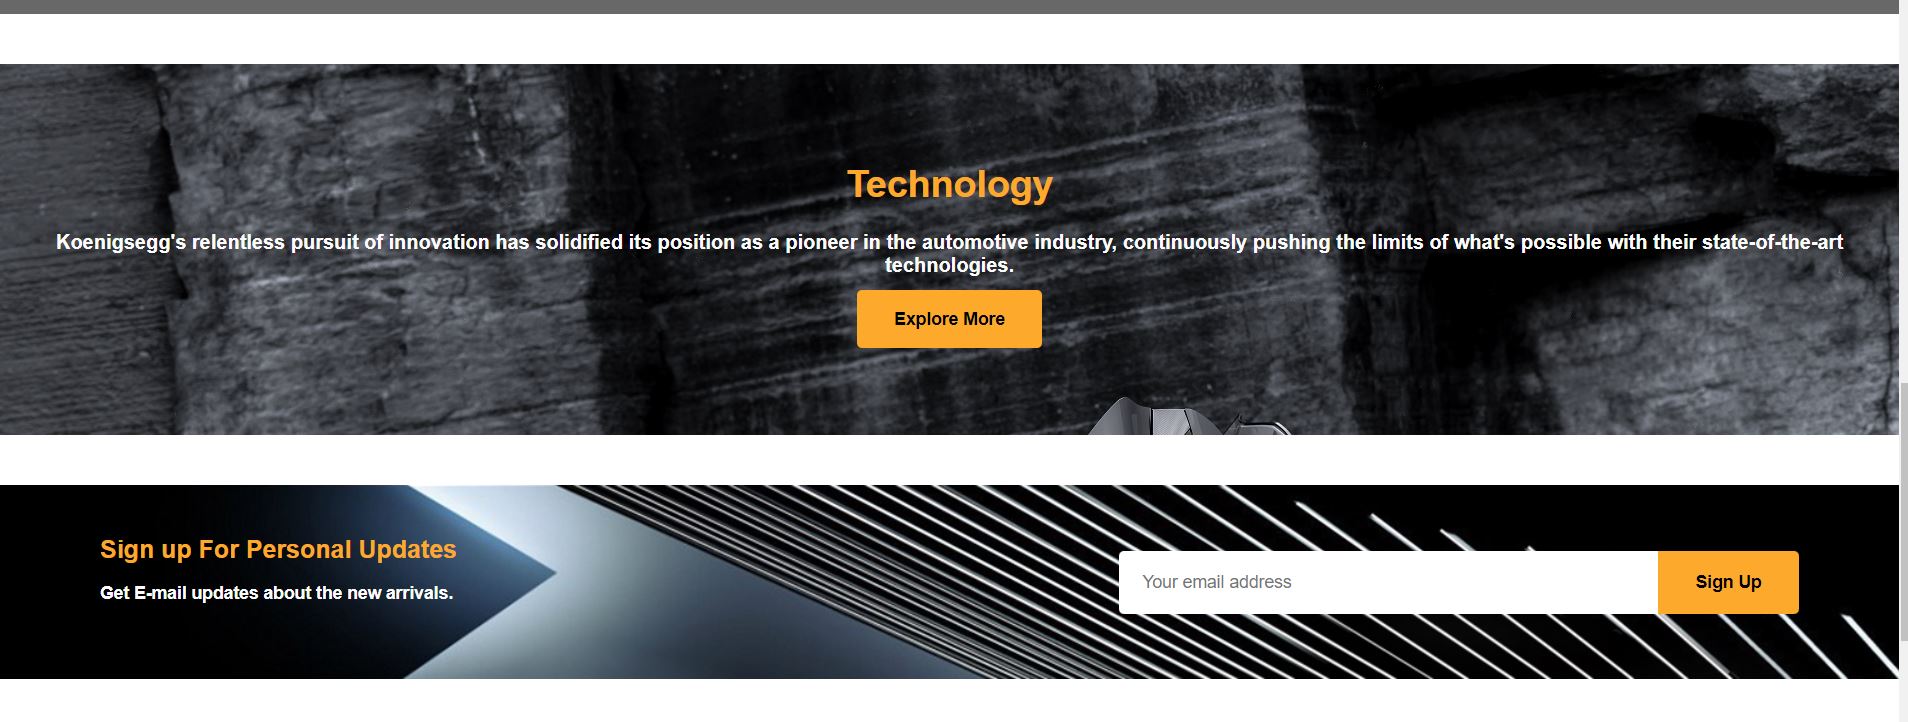 Technology
Koenigsegg's relentless pursuit of innovation has solidified its position as a pioneer in the automotive industry, continuously pushing the limits of what's possible with their state-of-the-art
technologies.
Explore More
Sign up For Personal Updates
Get E-mail updates about the new arrivals.
Your email address
Sign Up